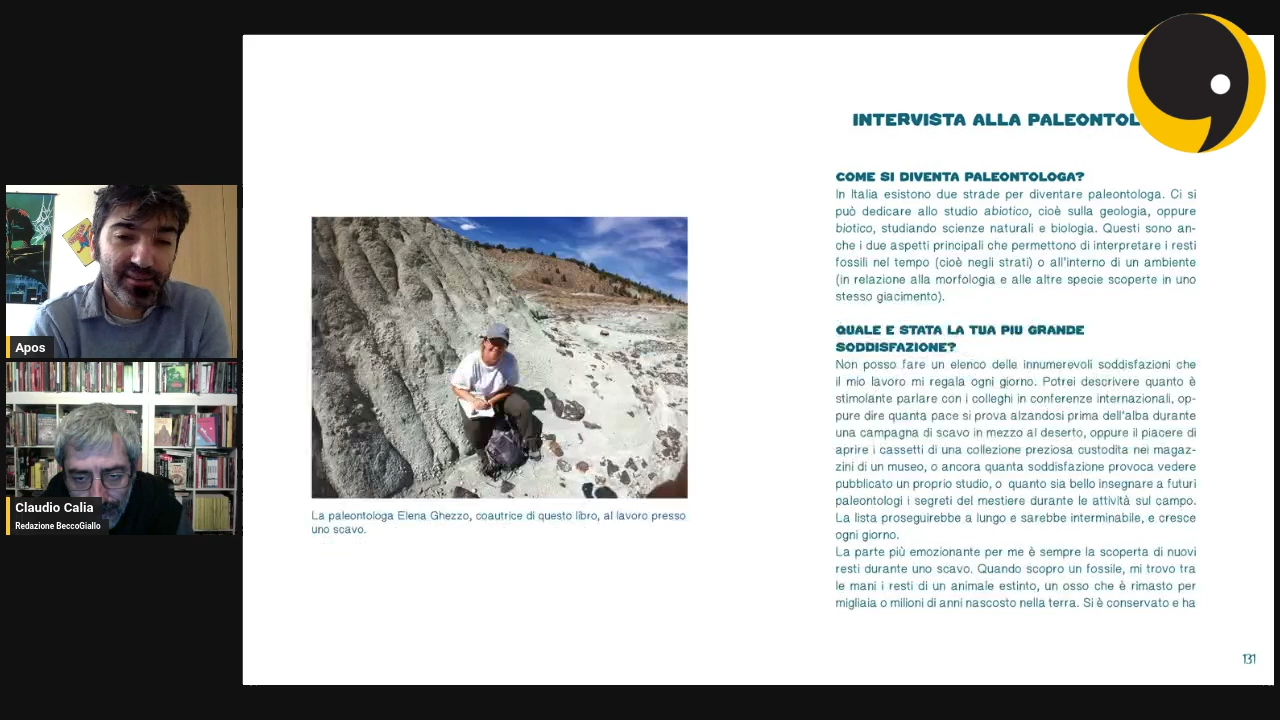 INTERVISTA ALLA PALEONTOL
COME SI DIVENTA PALEONTOLOGA?
In Italia esistono due strade per diventare paleontologa. Ci si
può dedicare allo studio abiotico, cioè sulla geologia, oppure
biotico, studiando scienze naturali e biologia. Questi sono an-
che i due aspetti principali che permettono di interpretare i resti
fossili nel tempo (cioè negli strati) o all'interno di un ambiente
(in relazione alla morfologia e alle altre specie scoperte in uno
stesso giacimento).
QUALE E STATA LA TUA PIU GRANDE
SODDISFAZIONE?
Non posso fare un elenco delle innumerevoli soddisfazioni che
il mio lavoro mi regala ogni giorno. Potrei descrivere quanto è
stimolante parlare con i colleghi in conferenze internazionali, op-
pure dire quanta pace si prova alzandosi prima dell'alba durante
una campagna di scavo in mezzo al deserto, oppure il piacere di
aprire i cassetti di una collezione preziosa custodita nei magaz-
zini di un museo, o ancora quanta soddisfazione provoca vedere
pubblicato un proprio studio, o quanto sia bello insegnare a futuri
paleontologi i segreti del mestiere durante le attività sul campo.
La lista proseguirebbe a lungo e sarebbe interminabile, e cresce
ogni giorno.
La parte più emozionante per me è sempre la scoperta di nuovi
resti durante uno scavo. Quando scopro un fossile, mi trovo tra
le mani i resti di un animale estinto, un osso che è rimasto per
migliaia o milioni di anni nascosto nella terra. Si è conservato e ha
131
La paleontologa Elena Ghezzo, coautrice di questo libro, al lavoro presso
uno scavo.
Apos
Claudio Calia
Redazione BeccoGiallo